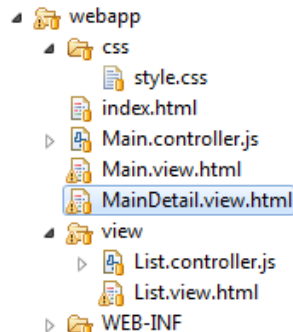 webapp
css
style.css
index.html
Main.controller.js
Main.view.html
MainDetail.view.html
view
List.controller.js
List.view.html
WEB-INF